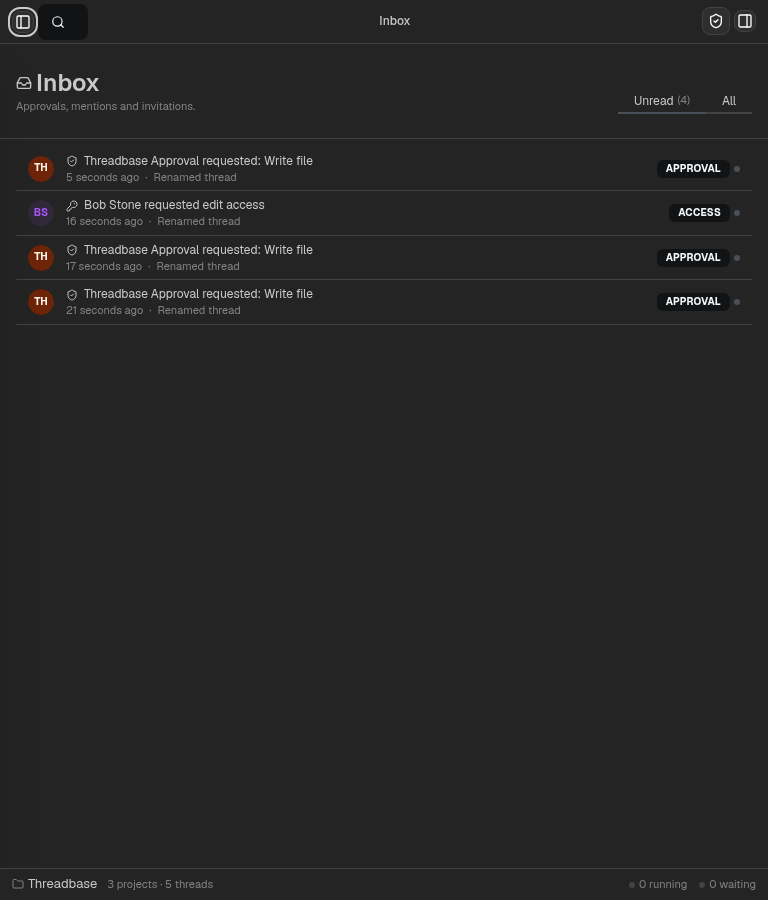 Inbox
Inbox
Approvals, mentions and invitations.
Unread (4)
All
TH
Threadbase Approval requested: Write file
5 seconds ago · Renamed thread
APPROVAL
BS
Bob Stone requested edit access
16 seconds ago · Renamed thread
ACCESS
TH
Threadbase Approval requested: Write file
17 seconds ago · Renamed thread
APPROVAL
TH
Threadbase Approval requested: Write file
21 seconds ago · Renamed thread
APPROVAL
Threadbase 3 projects · 5 threads
0 running 0 waiting